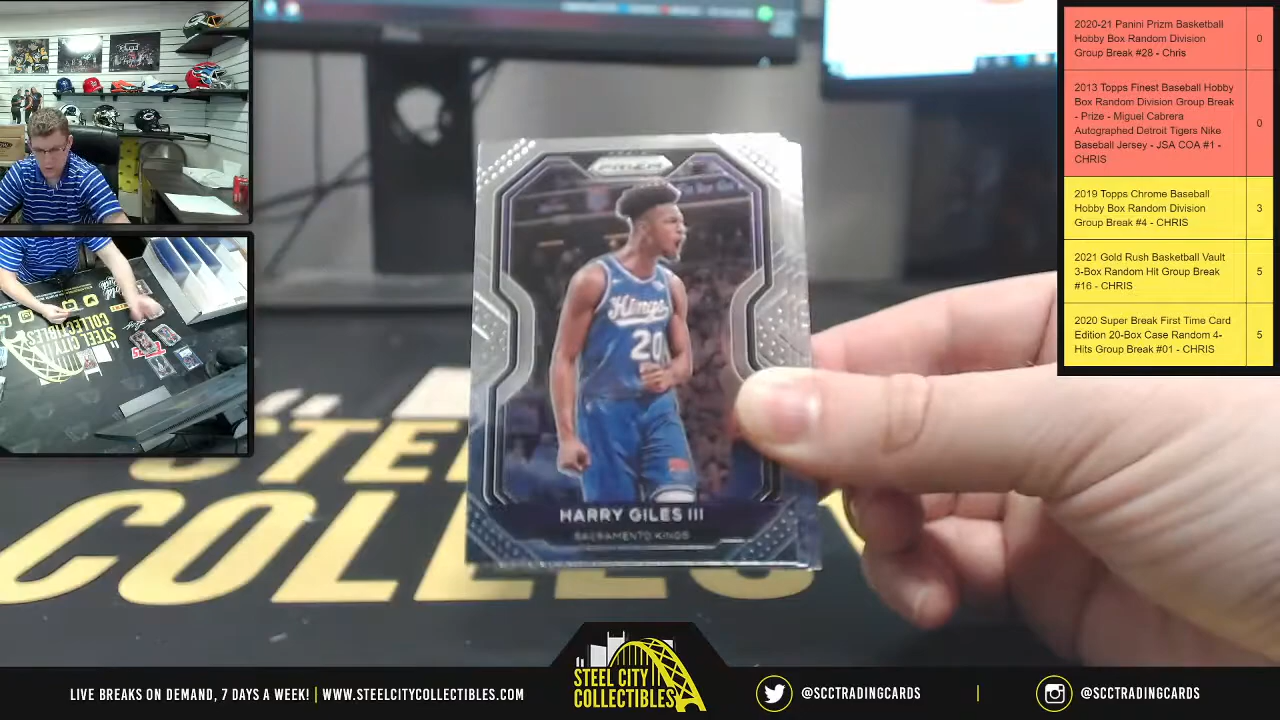 2020-21 Panini Prizm Basketball
Hobby Box Random Division
Group Break #28 - Chris
0
2013 Topps Finest Baseball Hobby
Box Random Division Group Break
- Prize - Miguel Cabrera
Autographed Detroit Tigers Nike
Baseball Jersey - JSA COA #1 -
CHRIS
0
2019 Topps Chrome Baseball
Hobby Box Random Division
Group Break #4 - CHRIS
3
2021 Gold Rush Basketball Vault
3-Box Random Hit Group Break
#16 - CHRIS
5
2020 Super Break First Time Card
Edition 20-Box Case Random 4-
Hits Group Break #01 - CHRIS
5
PRIZM
Kings
20
HARRY GILES III
SACRAMENTO KINGS
STEEL CITY
COLLECTIBLES
STEEL CITY
COLLECTIBLES
LIVE BREAKS ON DEMAND, 7 DAYS A WEEK! | WWW.STEELCITYCOLLECTIBLES.COM
@SCCTRADINGCARDS
|
@SCCTRADINGCARDS